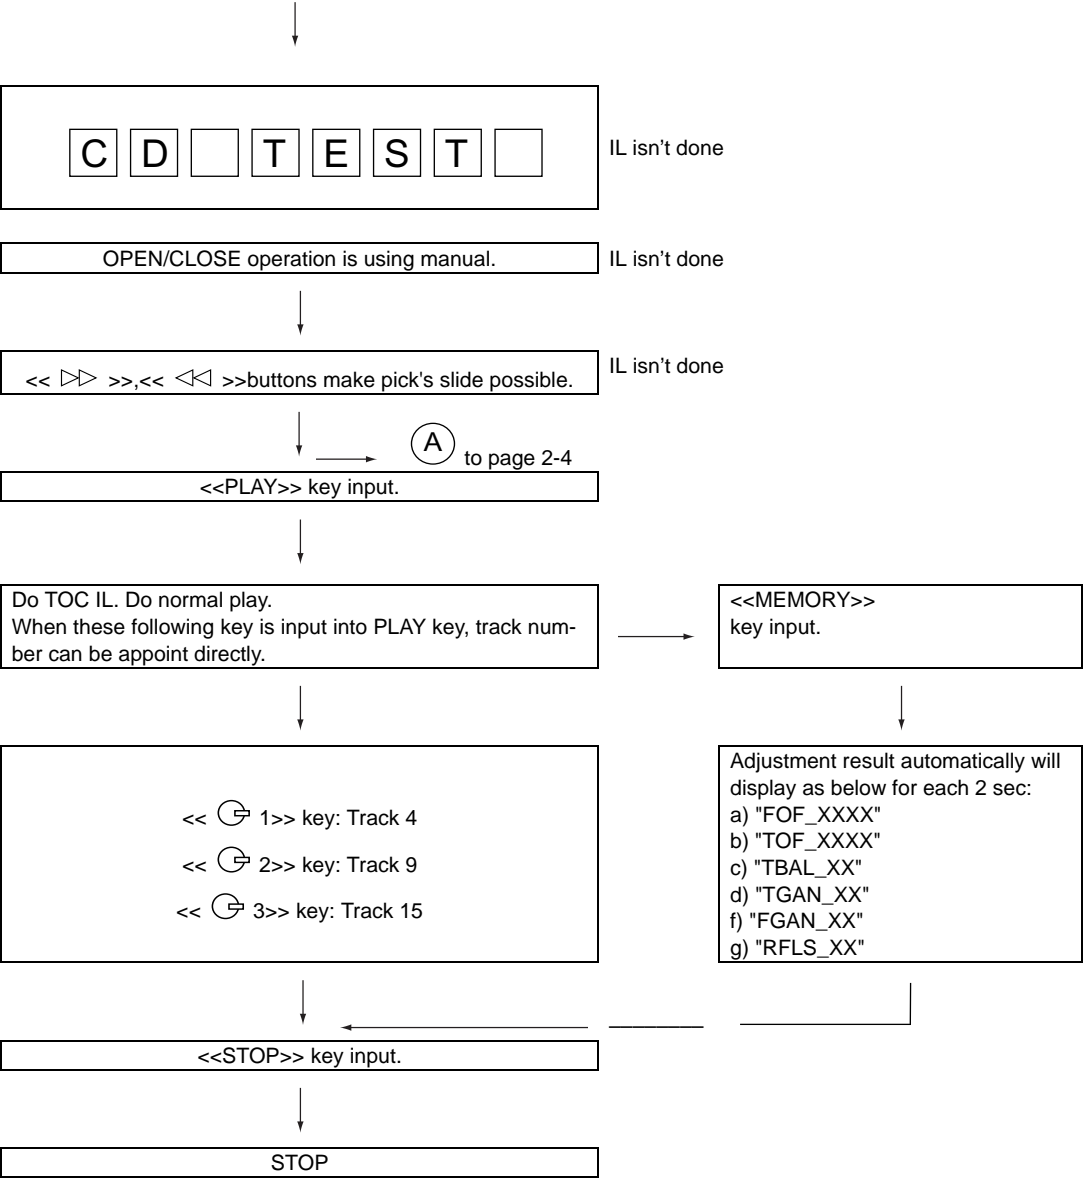 C D T E S T
IL isn't done
OPEN/CLOSE operation is using manual.
IL isn't done
<< ▷▷ >>,<< ◁◁ >>buttons make pick's slide possible.
IL isn't done
A
to page 2-4
<<PLAY>> key input.
Do TOC IL. Do normal play.
When these following key is input into PLAY key, track num-
ber can be appoint directly.
<<MEMORY>>
key input.
<< 1>> key: Track 4
<< 2>> key: Track 9
<< 3>> key: Track 15
Adjustment result automatically will
display as below for each 2 sec:
a) "FOF_XXXX"
b) "TOF_XXXX"
c) "TBAL_XX"
d) "TGAN_XX"
f) "FGAN_XX"
g) "RFLS_XX"
<<STOP>> key input.
STOP